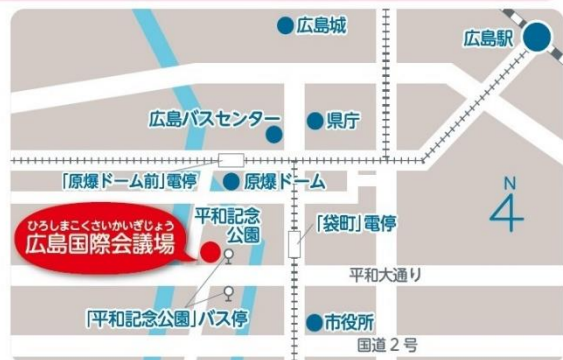 広島城
広島駅
広島バスセンター
県庁
「原爆ドーム前」電停
原爆ドーム
平和記念
公園
「袋町」電停
N
ひろしまこくさいかいぎじょう
広島国際会議場
平和大通り
「平和記念公園」バス停
市役所
国道2号